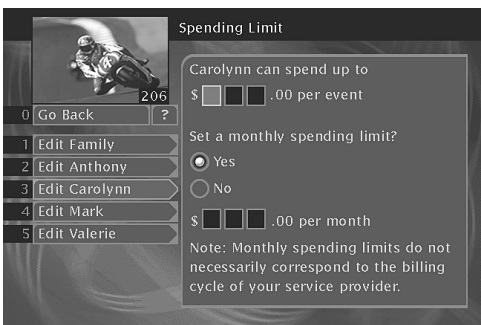 Spending Limit
206
0 Go Back ?
1 Edit Family
2 Edit Anthony
3 Edit Carolynn
4 Edit Mark
5 Edit Valerie
Carolynn can spend up to
$ .00 per event
Set a monthly spending limit?
Yes
No
$ .00 per month
Note: Monthly spending limits do not
necessarily correspond to the billing
cycle of your service provider.